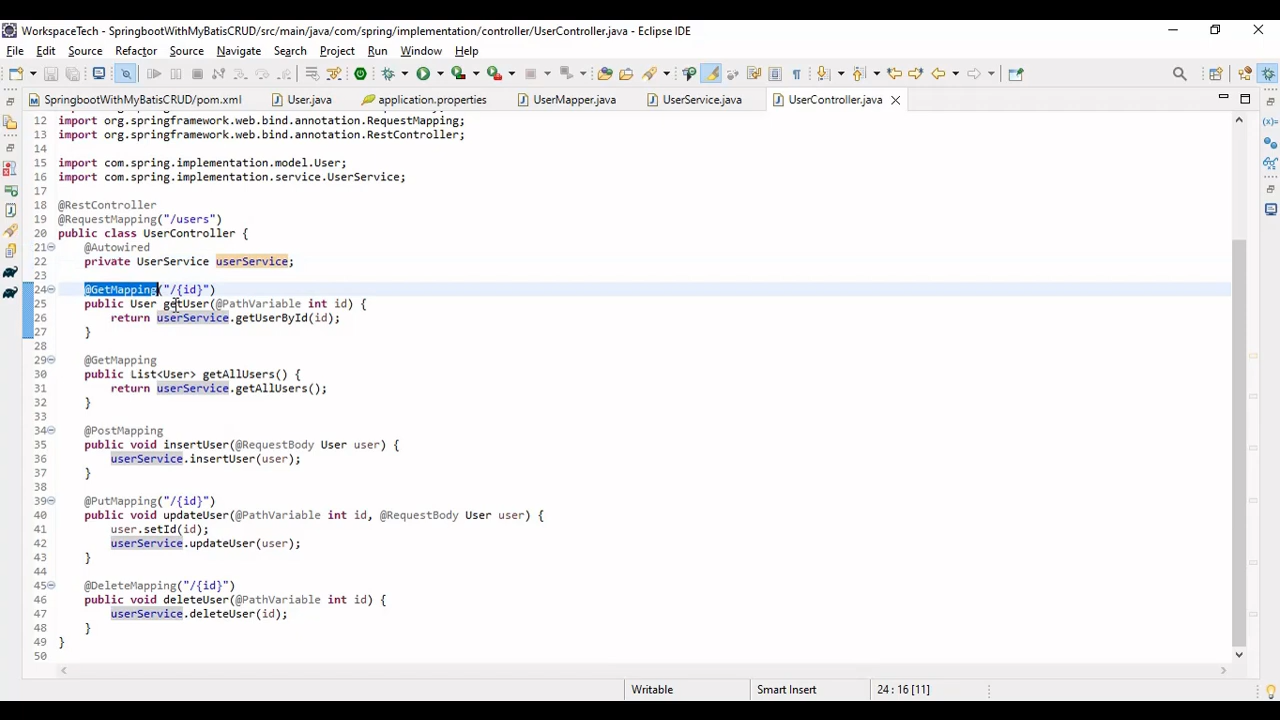 WorkspaceTech - SpringbootWithMyBatisCRUD/src/main/java/com/spring/implementation/controller/UserController.java - Eclipse IDE
File Edit Source Refactor Navigate Search Project Run Window Help
SpringbootWithMyBatisCRUD/pom.xml User.java application.properties UserMapper.java UserService.java UserController.java
12 import org.springframework.web.bind.annotation.RequestMapping;
13 import org.springframework.web.bind.annotation.RestController;
14
15 import com.spring.implementation.model.User;
16 import com.spring.implementation.service.UserService;
17
18 @RestController
19 @RequestMapping("/users")
20 public class UserController {
21 @Autowired
22 private UserService userService;
23
24 @GetMapping("/{id}")
25 public User getUser(@PathVariable int id) {
26 return userService.getUserById(id);
27 }
28
29 @GetMapping
30 public List<User> getAllUsers() {
31 return userService.getAllUsers();
32 }
33
34 @PostMapping
35 public void insertUser(@RequestBody User user) {
36 userService.insertUser(user);
37 }
38
39 @PutMapping("/{id}")
40 public void updateUser(@PathVariable int id, @RequestBody User user) {
41 user.setId(id);
42 userService.updateUser(user);
43 }
44
45 @DeleteMapping("/{id}")
46 public void deleteUser(@PathVariable int id) {
47 userService.deleteUser(id);
48 }
49 }
50
Writable Smart Insert 24 : 16 [11]